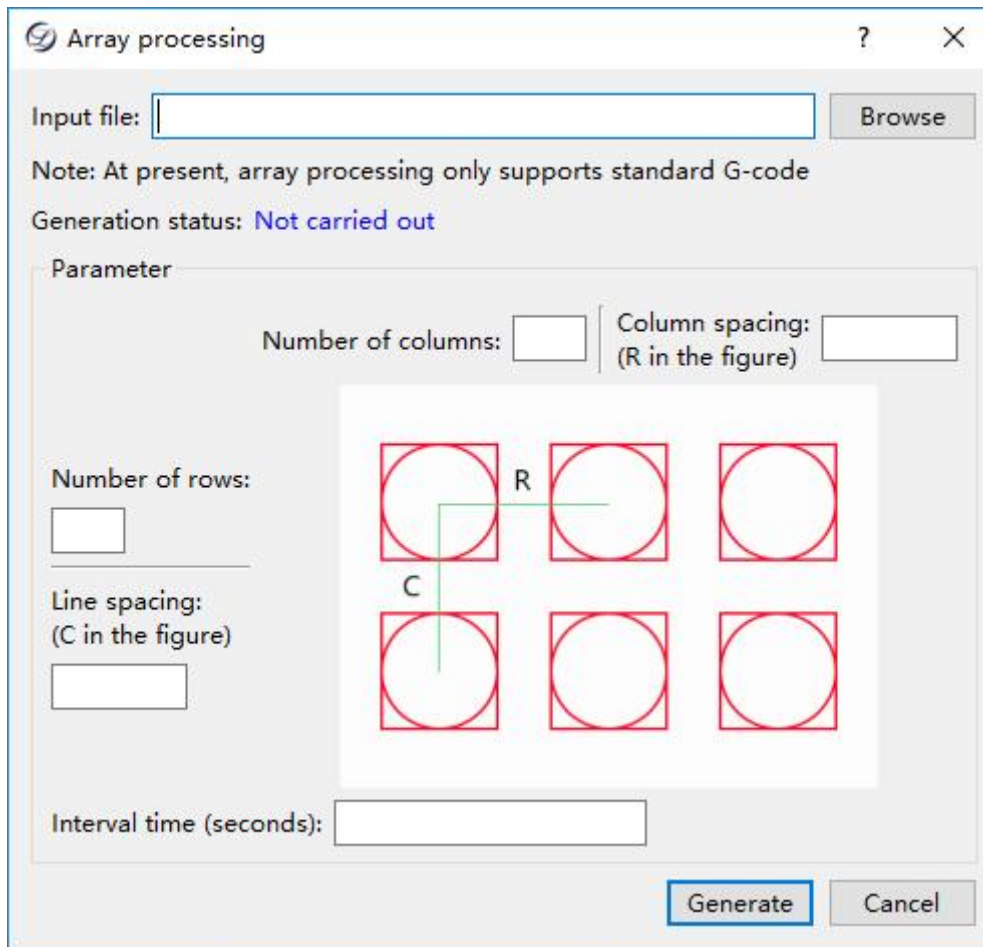 Array processing
?
Input file:
Browse
Note: At present, array processing only supports standard G-code
Generation status: Not carried out
Parameter
Number of columns:
Column spacing:
(R in the figure)
Number of rows:
Line spacing:
(C in the figure)
R
C
Interval time (seconds):
Generate
Cancel